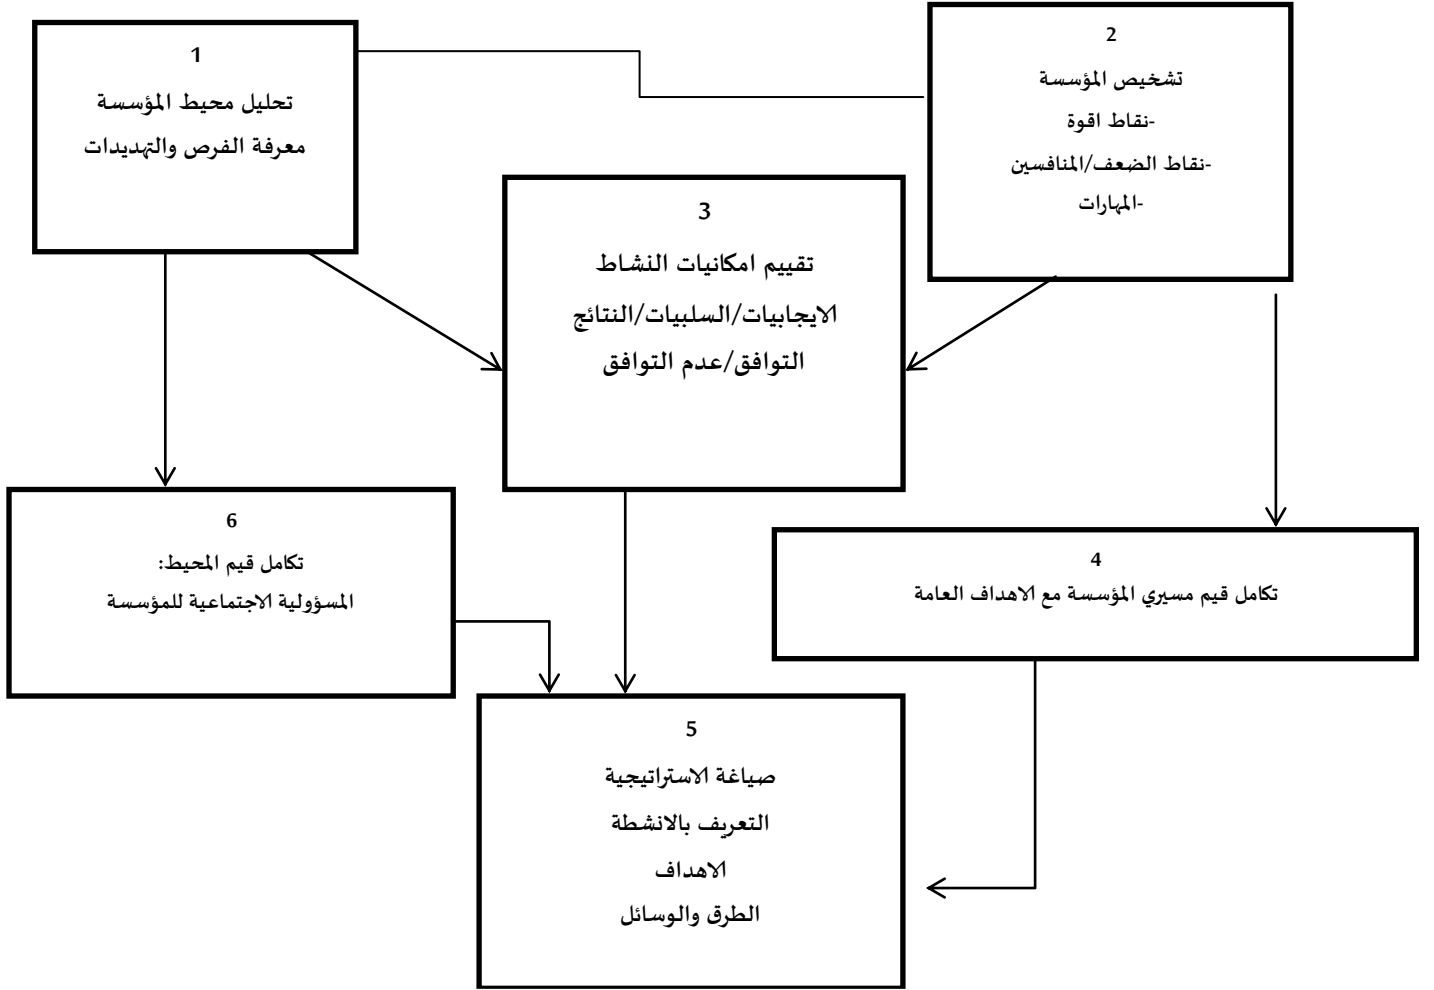 1
تحليل محيط المؤسسة
معرفة الفرص والتهديدات
2
تشخيص المؤسسة
-نقاط اقوة
-نقاط الضعف/المنافسين
-المهارات
3
تقييم امكانيات النشاط
الايجابيات/السلبيات/النتائج
التوافق/عدم التوافق
6
تكامل قيم المحيط:
المسؤولية الاجتماعية للمؤسسة
4
تكامل قيم مسيري المؤسسة مع الاهداف العامة
5
صياغة الاستراتيجية
التعريف بالانشطة
الاهداف
الطرق والوسائل